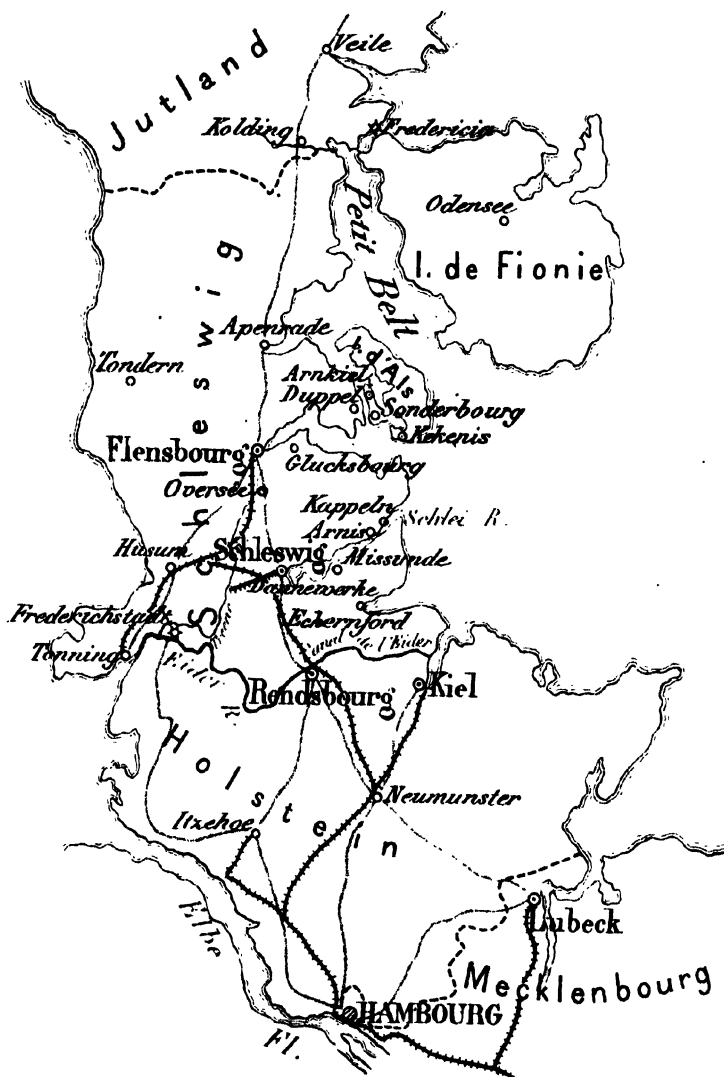 Veile
Jutland
Kolding
Fredericia
Odensee
Petit Belt
I. de Fionie
Schleswig
Apenrade
I. d'Als
Tondern
Arnkiel
Duppel
Sonderbourg
Kekenis
Flensbourg
Glucksbourg
Oversee
Kappeln
Schlei R.
Arnis
Husum
Schleswig
Missunde
Dannewerke
Frederichstadt
Eckernford
Canal de l'Eider
Tonning
Eider R.
Rendsbourg
Kiel
Holstein
Neumunster
Itzehoe
Elbe Fl.
Lubeck
Mecklenbourg
HAMBOURG